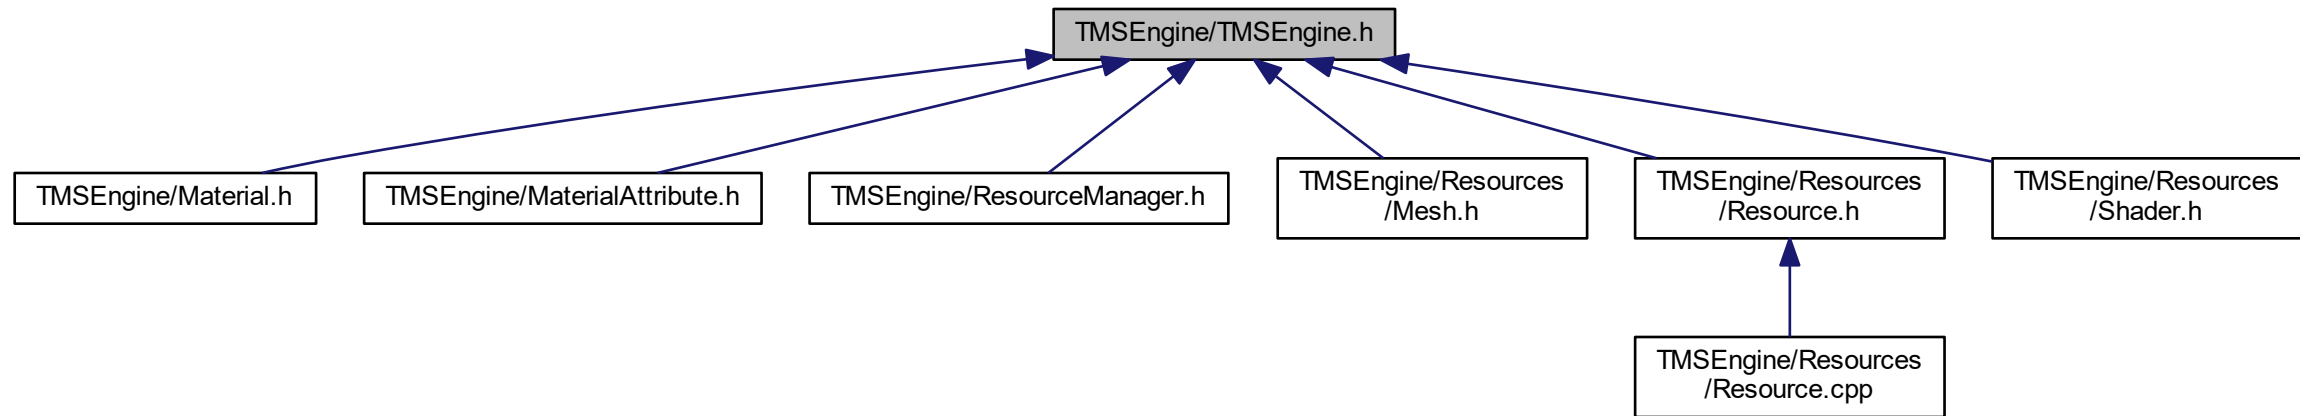 TMSEngine/TMSEngine.h
TMSEngine/Material.h
TMSEngine/MaterialAttribute.h
TMSEngine/ResourceManager.h
TMSEngine/Resources
/Mesh.h
TMSEngine/Resources
/Resource.h
TMSEngine/Resources
/Shader.h
TMSEngine/Resources
/Resource.cpp